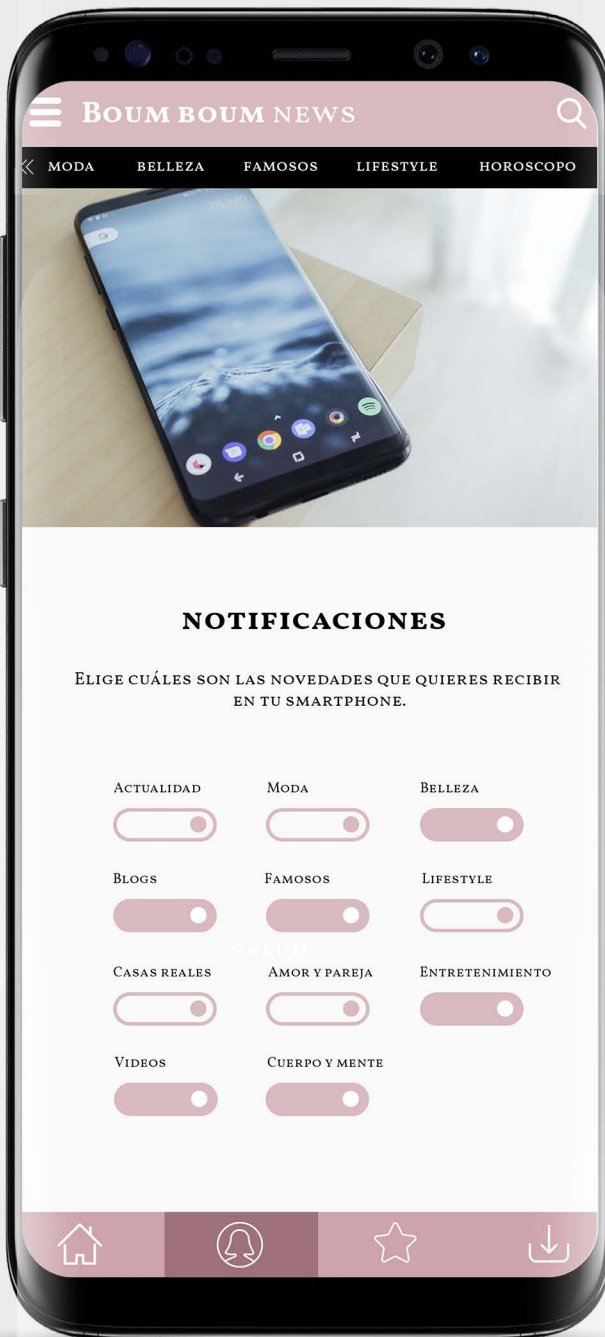 BOUM BOUM NEWS
MODA BELLEZA FAMOSOS LIFESTYLE HOROSCOPO
NOTIFICACIONES
ELIGE CUÁLES SON LAS NOVEDADES QUE QUIERES RECIBIR
EN TU SMARTPHONE.
ACTUALIDAD MODA BELLEZA
BLOGS FAMOSOS LIFESTYLE
SALUD
CASAS REALES AMOR Y PAREJA ENTRETENIMIENTO
VIDEOS CUERPO Y MENTE